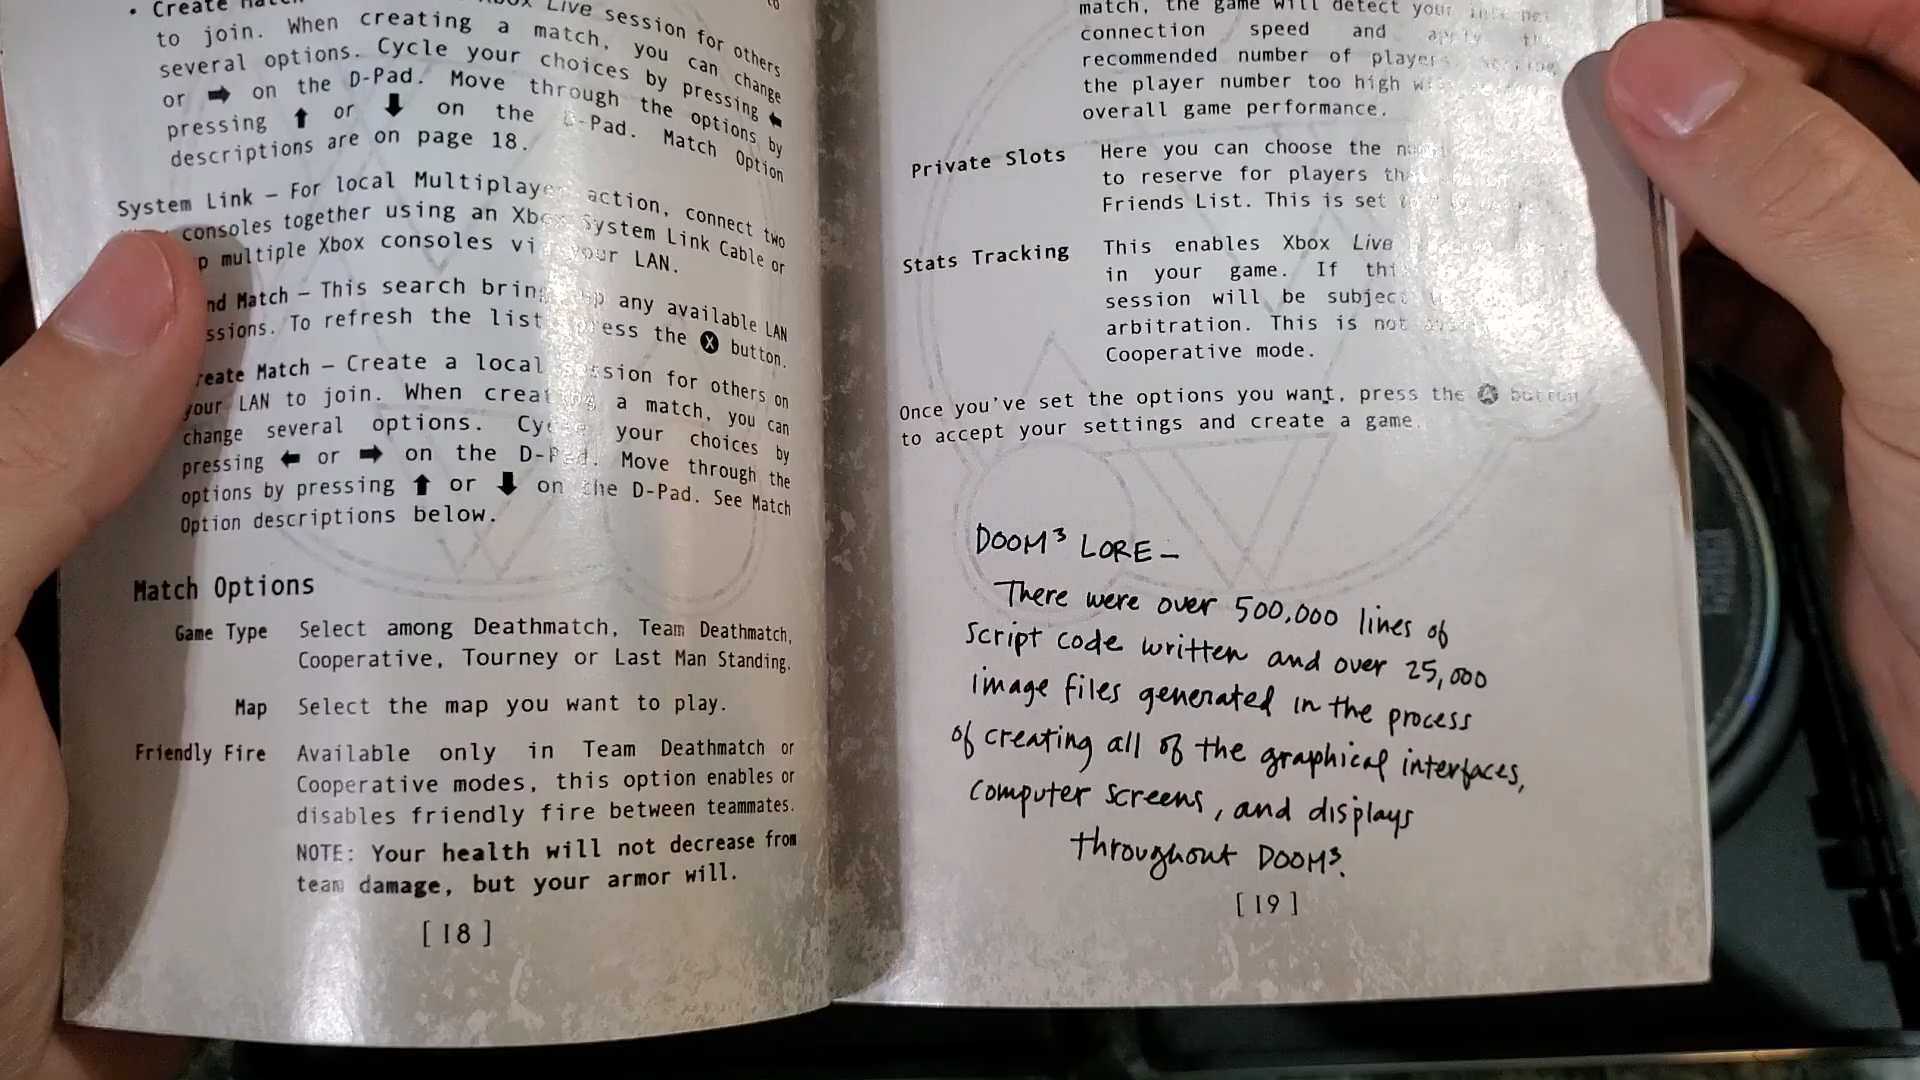 • Create Match Xbox Live session for others
to join. When creating a match, you can change
several options. Cycle your choices by pressing ⬅
or ➡ on the D-Pad. Move through the options by
pressing ⬆ or ⬇ on the D-Pad. Match Option
descriptions are on page 18.
System Link – For local Multiplayer action, connect two
consoles together using an Xbox System Link Cable or
multiple Xbox consoles via your LAN.
Match – This search brings up any available LAN
To refresh the list press the X button.
Create Match – Create a local session for others on
your LAN to join. When creating a match, you can
change several options. Cycle your choices by
pressing ⬅ or ➡ on the D-Pad. Move through the
options by pressing ⬆ or ⬇ on the D-Pad. See Match
Option descriptions below.
Match Options
Game Type Select among Deathmatch, Team Deathmatch,
Cooperative, Tourney or Last Man Standing.
Map Select the map you want to play.
Friendly Fire Available only in Team Deathmatch or
Cooperative modes, this option enables or
disables friendly fire between teammates.
NOTE: Your health will not decrease from
team damage, but your armor will.
[18]
match, the game will detect your internet
connection speed and apply the
recommended number of players.
the player number too high
overall game performance.
Private Slots Here you can choose the
to reserve for players
Friends List. This is set
Stats Tracking This enables Xbox Live
in your game. If
session will be subject
arbitration. This is not
Cooperative mode.
Once you've set the options you want, press the A button
to accept your settings and create a game.
DOOM³ LORE –
There were over 500,000 lines of
script code written and over 25,000
image files generated in the process
of creating all of the graphical interfaces,
computer screens, and displays
throughout DOOM³.
[19]